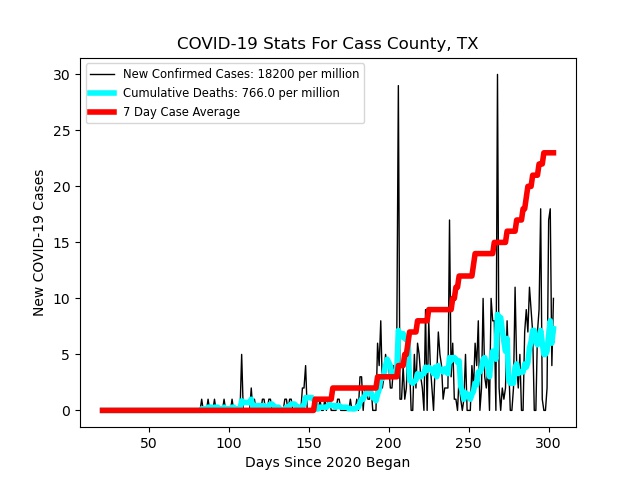 COVID-19 Stats For Cass County, TX
New Confirmed Cases: 18200 per million
Cumulative Deaths: 766.0 per million
7 Day Case Average
30
25
20
15
10
5
0
New COVID-19 Cases
50 100 150 200 250 300
Days Since 2020 Began